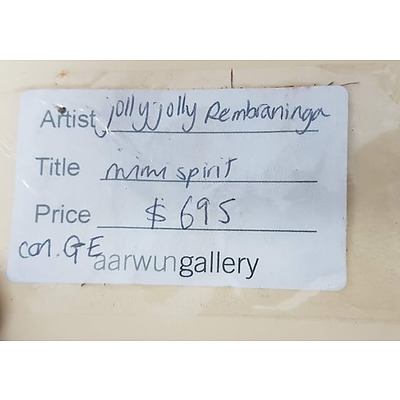 Artist jolly jolly Rembraninga
Title mimi spirit
Price $695
con. GE aarwungallery